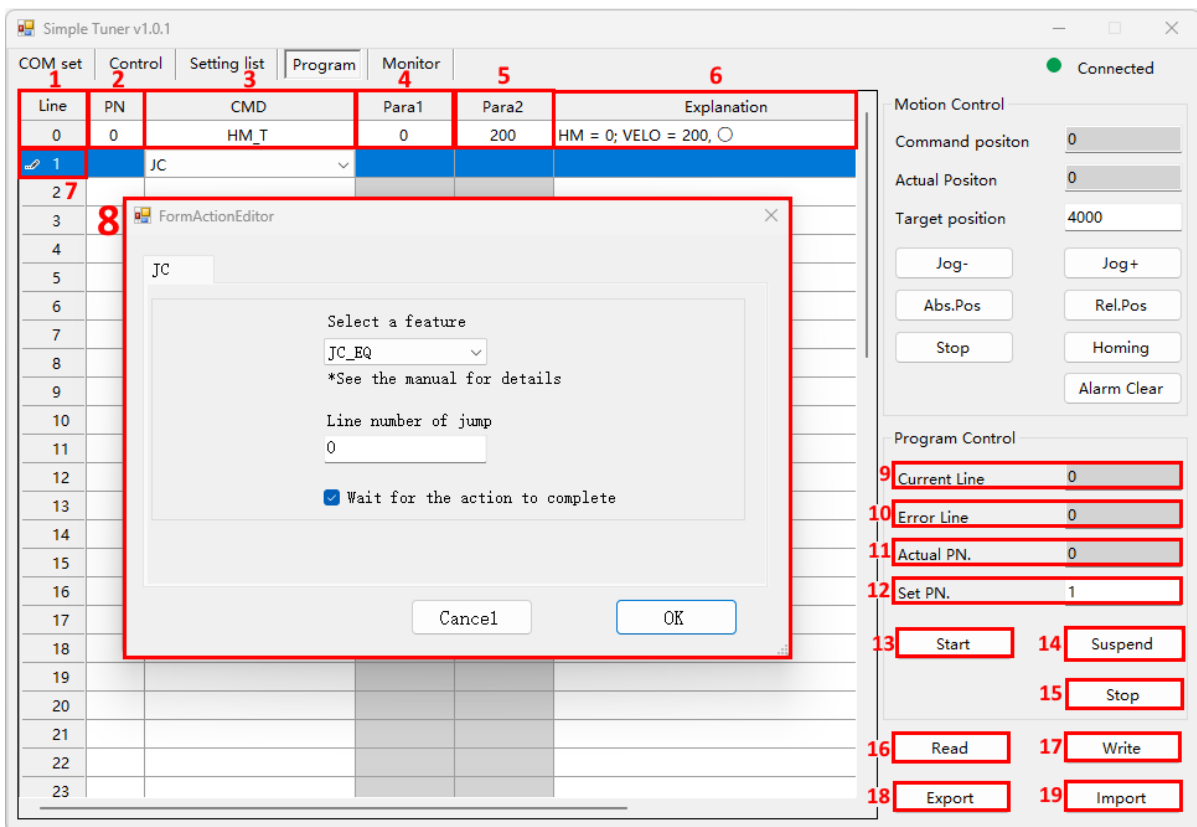 Simple Tuner v1.0.1
COM set Control Setting list Program Monitor
Connected
1 2 3 4 5 6
Line PN CMD Para1 Para2 Explanation
0 0 HM_T 0 200 HM = 0; VELO = 200, ○
1 JC
2 7
3
4
5
6
7
8
9
10
11
12
13
14
15
16
17
18
19
20
21
22
23
8 FormActionEditor
JC
Select a feature
JC_EQ
*See the manual for details
Line number of jump
0
Wait for the action to complete
Cancel OK
Motion Control
Command positon 0
Actual Positon 0
Target position 4000
Jog- Jog+
Abs.Pos Rel.Pos
Stop Homing
Alarm Clear
Program Control
9 Current Line 0
10 Error Line 0
11 Actual PN. 0
12 Set PN. 1
13 Start 14 Suspend
15 Stop
16 Read 17 Write
18 Export 19 Import